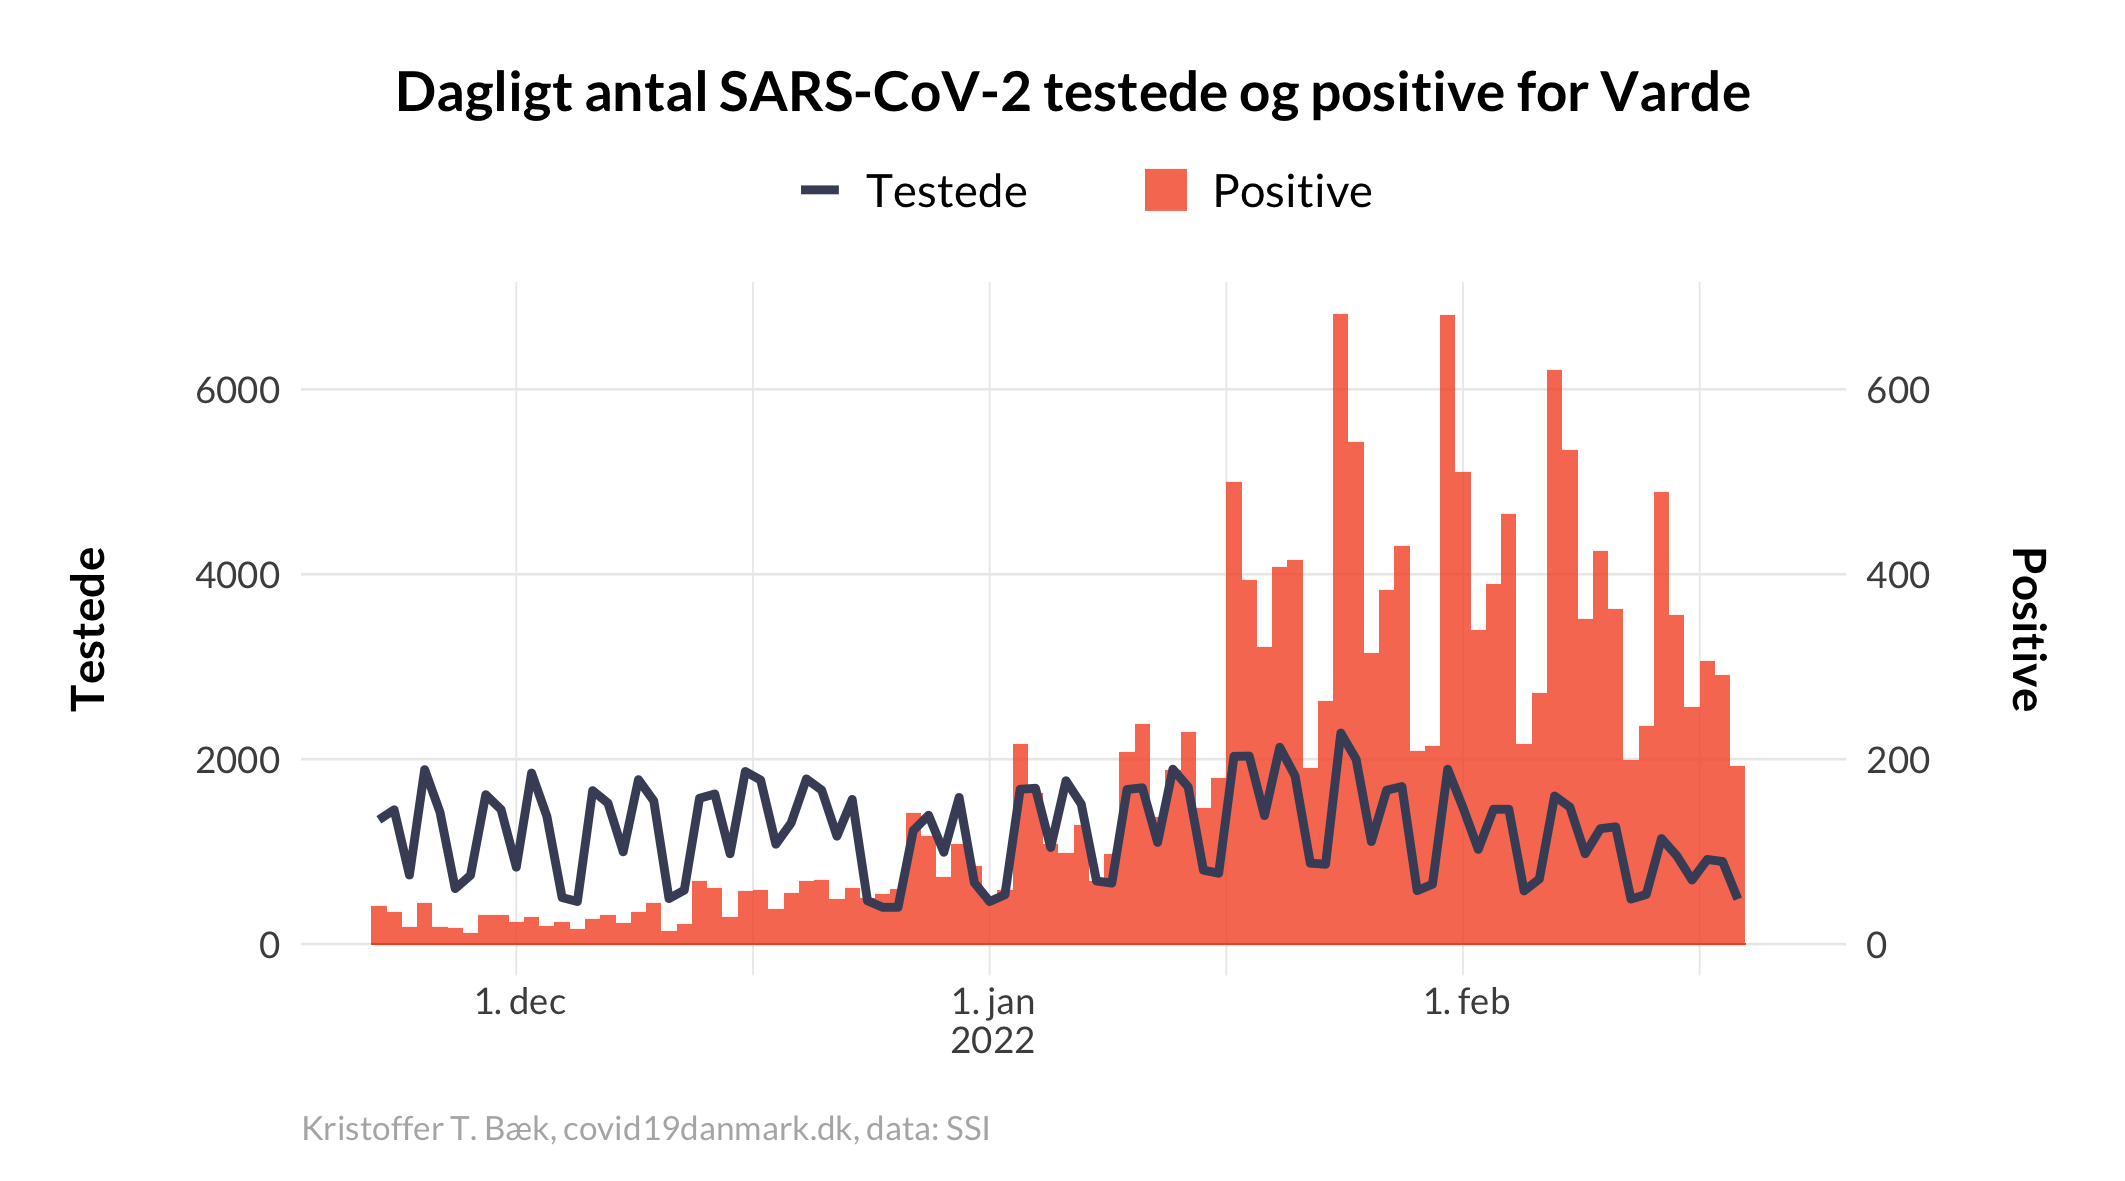 Dagligt antal SARS-CoV-2 testede og positive for Varde
Testede
Positive
6000
4000
2000
0
600
400
200
0
Testede
Positive
1. dec
1. jan
2022
1. feb
Kristoffer T. Bæk, covid19danmark.dk, data: SSI